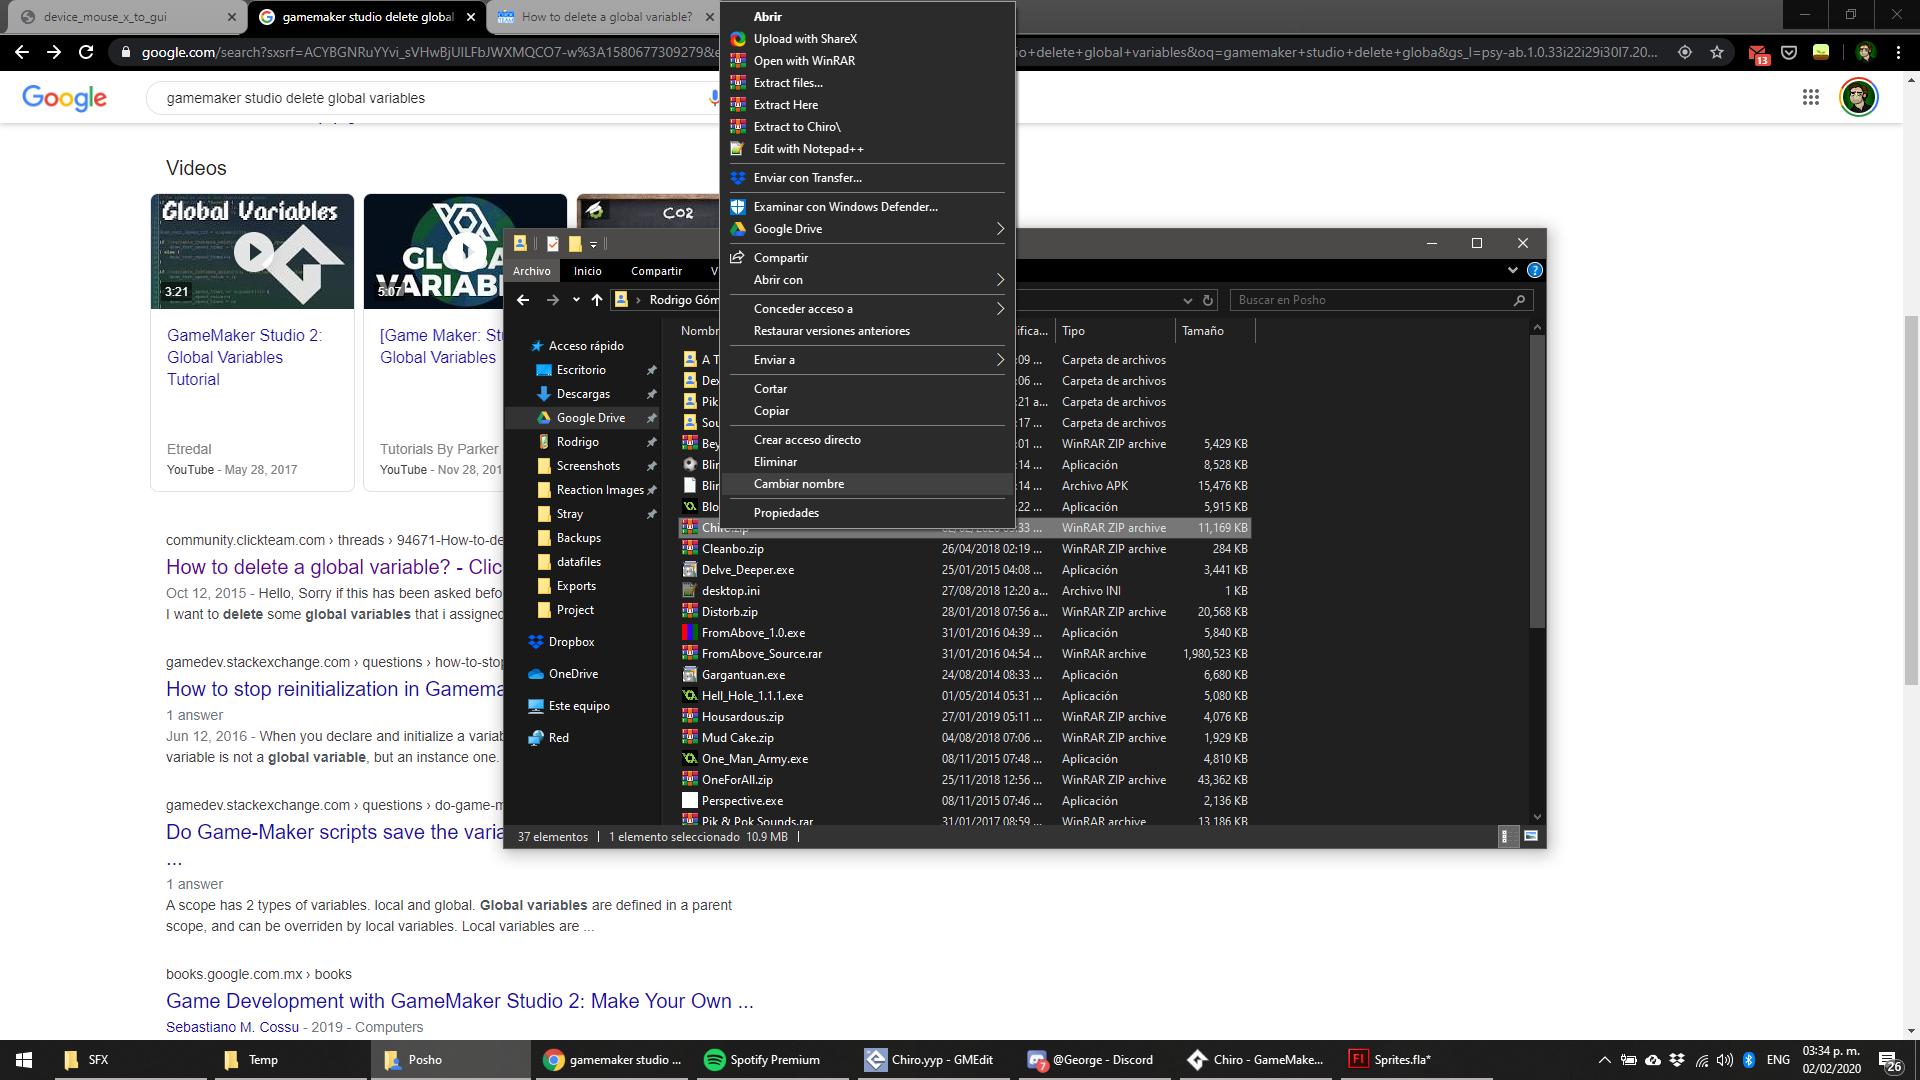 device_mouse_x_to_gui
gamemaker studio delete global
How to delete a global variable?
google.com/search?sxsrf=ACYBGNRuYYvi_sVHwBjUILFbJWXMQCO7-w%3A1580677309279&
io+delete+global+variables&oq=gamemaker+studio+delete+globa&gs_l=psy-ab.1.0.33i22i29i30l7.20...
13
Google
gamemaker studio delete global variables
Videos
Global Variables
3:21
GLOBA
VARIABL
5:07
CO2
GameMaker Studio 2:
Global Variables
Tutorial
Etredal
YouTube - May 28, 2017
[Game Maker: Stu
Global Variables
Tutorials By Parker
YouTube - Nov 28, 201
community.clickteam.com › threads › 94671-How-to-de
How to delete a global variable? - Clic
Oct 12, 2015 - Hello, Sorry if this has been asked befo
I want to delete some global variables that i assigned
gamedev.stackexchange.com › questions › how-to-stop
How to stop reinitialization in Gamema
1 answer
Jun 12, 2016 - When you declare and initialize a variab
variable is not a global variable, but an instance one.
gamedev.stackexchange.com › questions › do-game-m
Do Game-Maker scripts save the varia
...
1 answer
A scope has 2 types of variables. local and global. Global variables are defined in a parent
scope, and can be overriden by local variables. Local variables are ...
books.google.com.mx › books
Game Development with GameMaker Studio 2: Make Your Own ...
Sebastiano M. Cossu - 2019 - Computers
Abrir
Upload with ShareX
Open with WinRAR
Extract files...
Extract Here
Extract to Chiro\
Edit with Notepad++
Enviar con Transfer...
Examinar con Windows Defender...
Google Drive
Compartir
Abrir con
Conceder acceso a
Restaurar versiones anteriores
Enviar a
Cortar
Copiar
Crear acceso directo
Eliminar
Cambiar nombre
Propiedades
Archivo
Inicio
Compartir
V
Rodrigo Góm
Buscar en Posho
Acceso rápido
Escritorio
Descargas
Google Drive
Rodrigo
Screenshots
Reaction Images
Stray
Backups
datafiles
Exports
Project
Dropbox
OneDrive
Este equipo
Red
Nombr
ifica...
Tipo
Tamaño
A T
:09 ...
Carpeta de archivos
Dex
:06 ...
Carpeta de archivos
Pik
:21 a...
Carpeta de archivos
Sou
:17 ...
Carpeta de archivos
Bey
:01 ...
WinRAR ZIP archive
5,429 KB
Blin
:14 ...
Aplicación
8,528 KB
Blin
:14 ...
Archivo APK
15,476 KB
Blo
:22 ...
Aplicación
5,915 KB
Chiro.zip
02/02/2020 03:33 ...
WinRAR ZIP archive
11,169 KB
Cleanbo.zip
26/04/2018 02:19 ...
WinRAR ZIP archive
284 KB
Delve_Deeper.exe
25/01/2015 04:08 ...
Aplicación
3,441 KB
desktop.ini
27/08/2018 12:20 a...
Archivo INI
1 KB
Distorb.zip
28/01/2018 07:56 a...
WinRAR ZIP archive
20,568 KB
FromAbove_1.0.exe
31/01/2016 04:39 ...
Aplicación
5,840 KB
FromAbove_Source.rar
31/01/2016 04:54 ...
WinRAR archive
1,980,523 KB
Gargantuan.exe
24/08/2014 08:33 ...
Aplicación
6,680 KB
Hell_Hole_1.1.1.exe
01/05/2014 05:31 ...
Aplicación
5,080 KB
Housardous.zip
27/01/2019 05:11 ...
WinRAR ZIP archive
4,076 KB
Mud Cake.zip
04/08/2018 07:06 ...
WinRAR ZIP archive
1,929 KB
One_Man_Army.exe
08/11/2015 07:48 ...
Aplicación
4,810 KB
OneForAll.zip
25/11/2018 12:56 ...
WinRAR ZIP archive
43,362 KB
Perspective.exe
08/11/2015 07:46 ...
Aplicación
2,136 KB
Pik & Pok Sounds.rar
31/01/2017 08:59 ...
WinRAR archive
13,186 KB
37 elementos
1 elemento seleccionado 10.9 MB
SFX
Temp
Posho
gamemaker studio ...
Spotify Premium
Chiro.yyp - GMEdit
7
@George - Discord
Chiro - GameMake...
Fl
Sprites.fla*
ENG
03:34 p. m.
02/02/2020
26